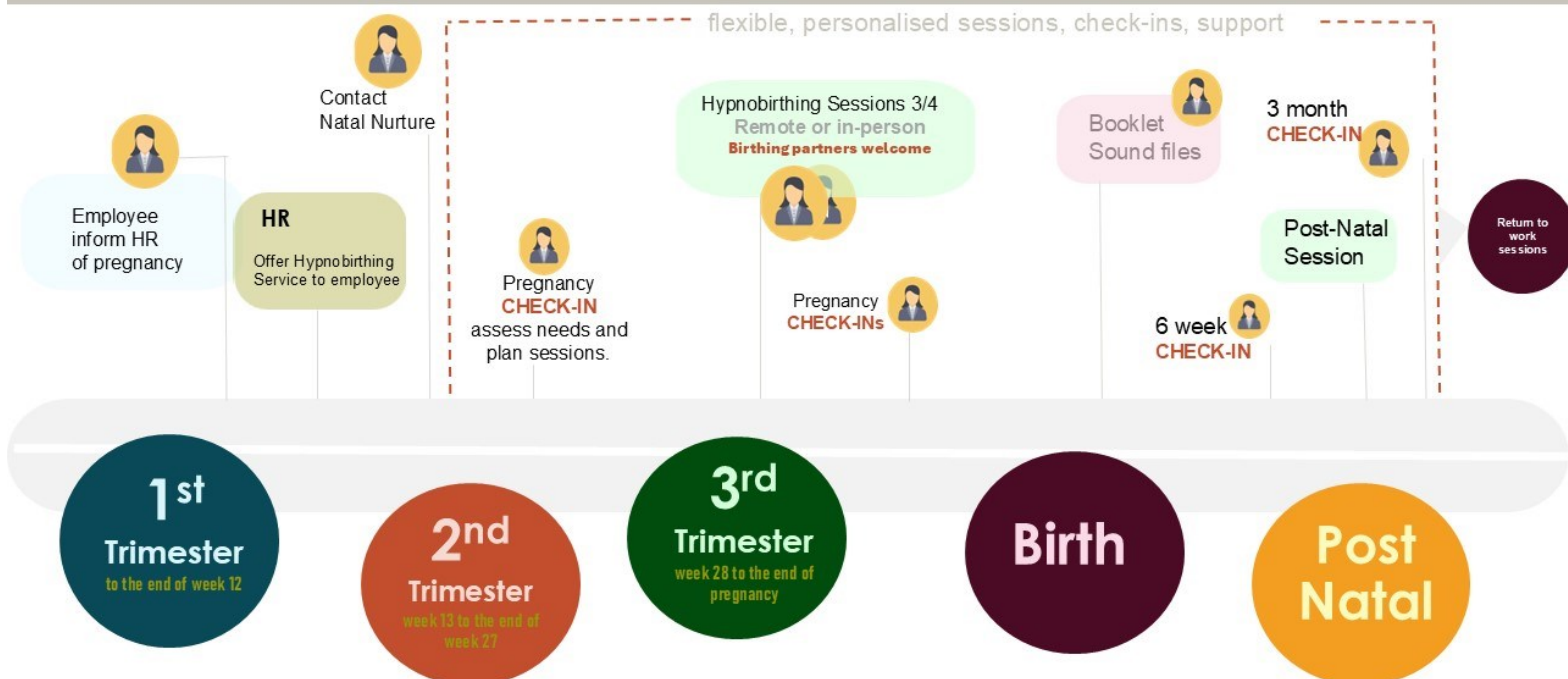 flexible, personalised sessions, check-ins, support
Contact
Natal Nurture
Employee
inform HR
of pregnancy
HR
Offer Hypnobirthing
Service to employee
Pregnancy
CHECK-IN
assess needs and
plan sessions.
Hypnobirthing Sessions 3/4
Remote or in-person
Birthing partners welcome
Pregnancy
CHECK-INs
Booklet
Sound files
6 week
CHECK-IN
3 month
CHECK-IN
Post-Natal
Session
Return to
work
sessions
1st
Trimester
to the end of week 12
2nd
Trimester
week 13 to the end of
week 27
3rd
Trimester
week 28 to the end of
pregnancy
Birth
Post
Natal